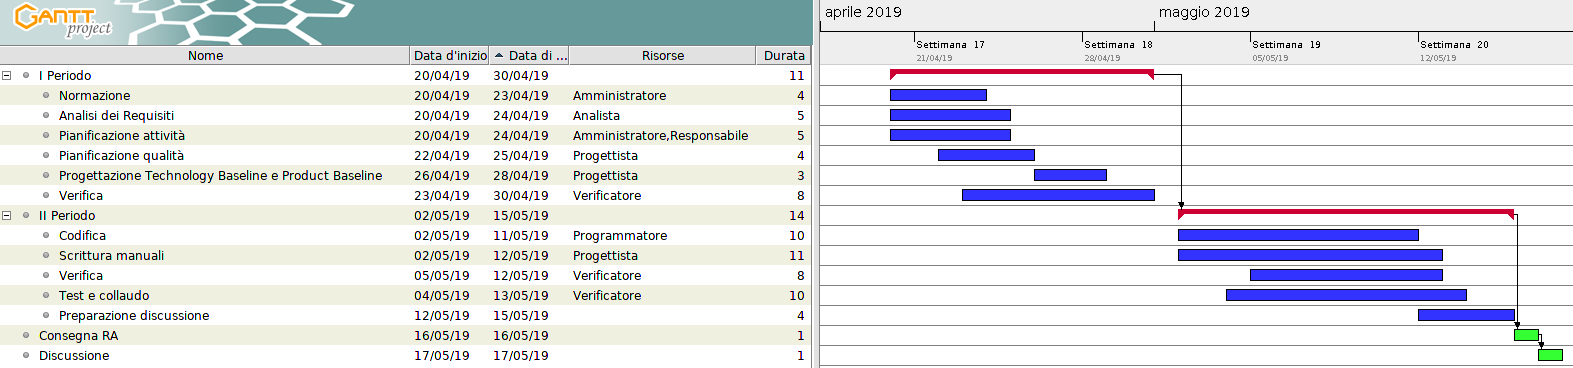 GANTT
project
aprile 2019
maggio 2019
Settimana 17
Settimana 18
Settimana 19
Settimana 20
21/04/19
28/04/19
05/05/19
12/05/19
Nome Data d'inizio Data di ... Risorse Durata
I Periodo 20/04/19 30/04/19 11
Normazione 20/04/19 23/04/19 Amministratore 4
Analisi dei Requisiti 20/04/19 24/04/19 Analista 5
Pianificazione attività 20/04/19 24/04/19 Amministratore,Responsabile 5
Pianificazione qualità 22/04/19 25/04/19 Progettista 4
Progettazione Technology Baseline e Product Baseline 26/04/19 28/04/19 Progettista 3
Verifica 23/04/19 30/04/19 Verificatore 8
II Periodo 02/05/19 15/05/19 14
Codifica 02/05/19 11/05/19 Programmatore 10
Scrittura manuali 02/05/19 12/05/19 Progettista 11
Verifica 05/05/19 12/05/19 Verificatore 8
Test e collaudo 04/05/19 13/05/19 Verificatore 10
Preparazione discussione 12/05/19 15/05/19 4
Consegna RA 16/05/19 16/05/19 1
Discussione 17/05/19 17/05/19 1